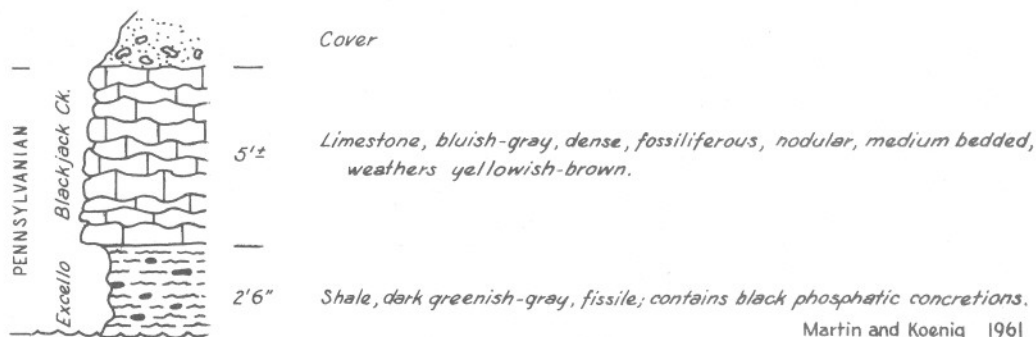 Cover
PENNSYLVANIAN
Blackjack Ck.
5'±
Limestone, bluish-gray, dense, fossiliferous, nodular, medium bedded,
weathers yellowish-brown.
Excello
2'6"
Shale, dark greenish-gray, fissile; contains black phosphatic concretions.
Martin and Koenig 1961